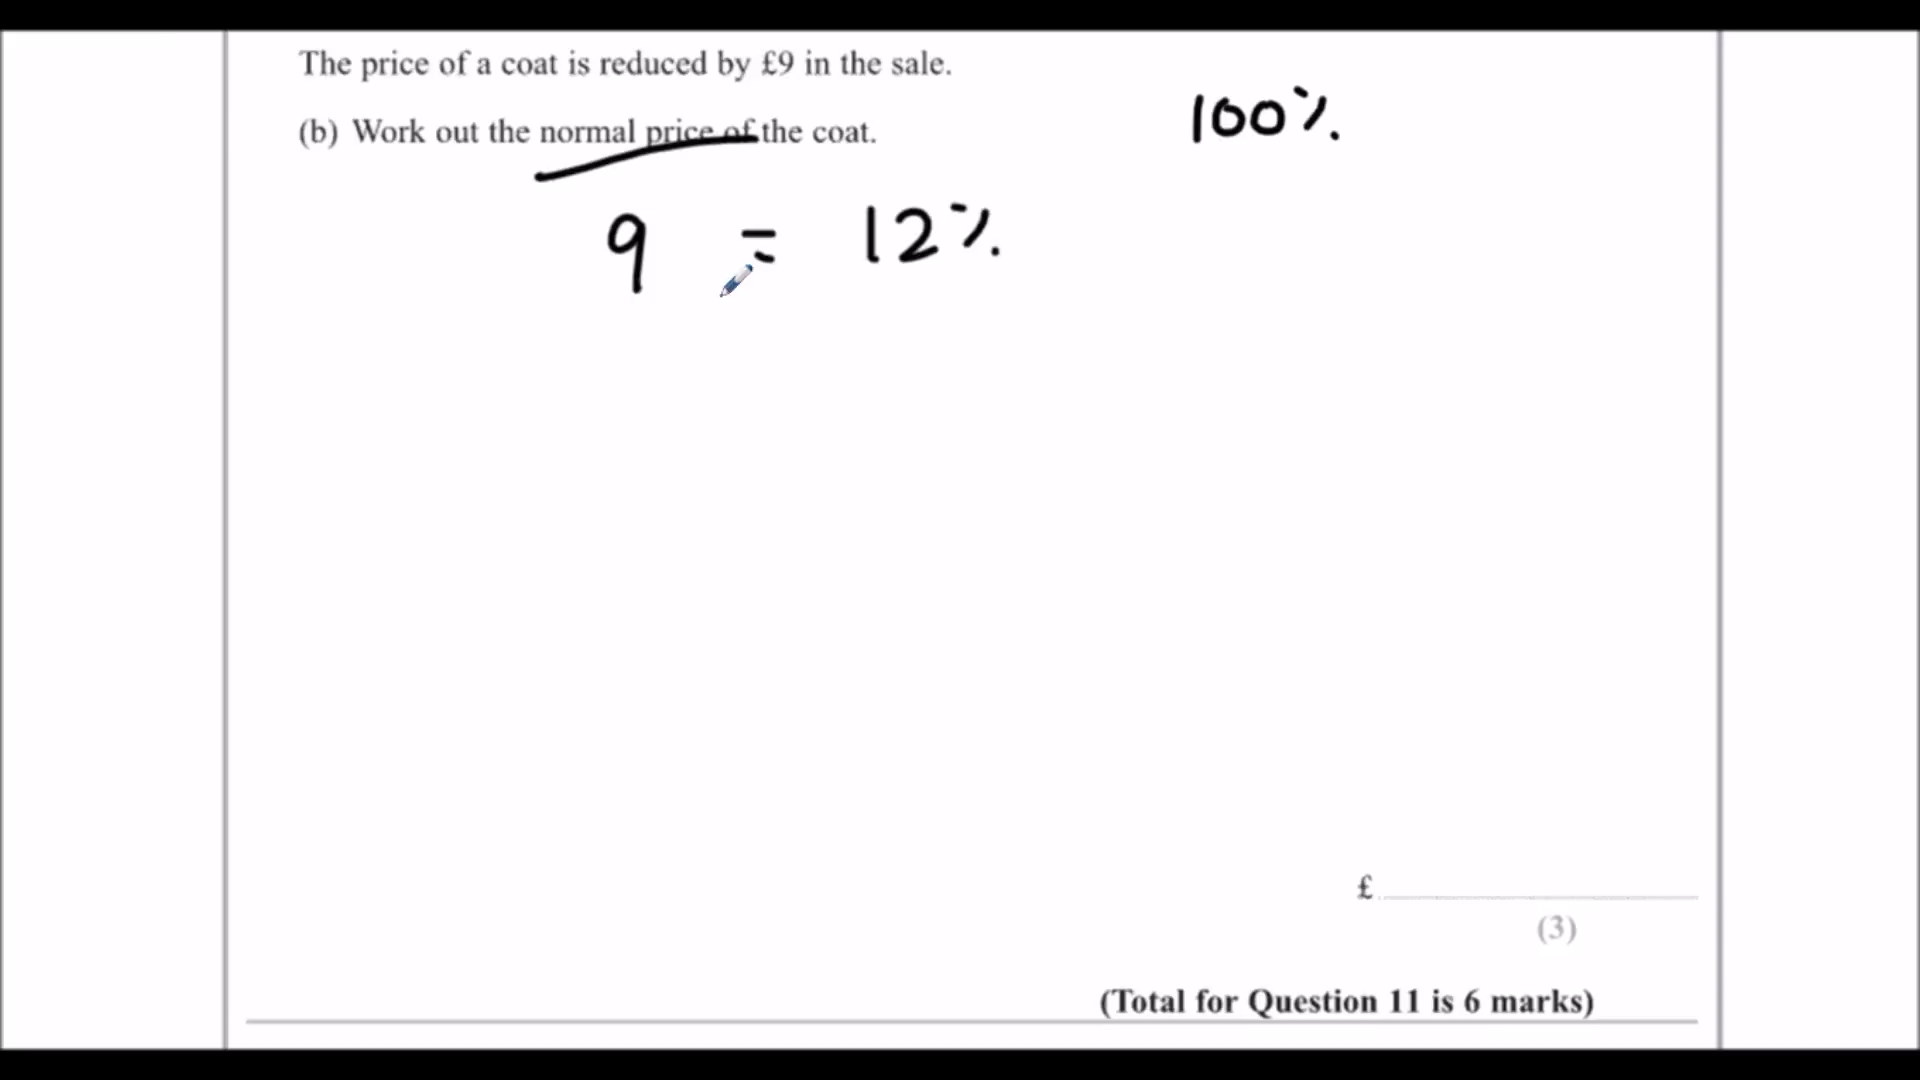 The price of a coat is reduced by £9 in the sale.
100%
(b) Work out the normal price of the coat.
9 = 12%
£
(3)
(Total for Question 11 is 6 marks)